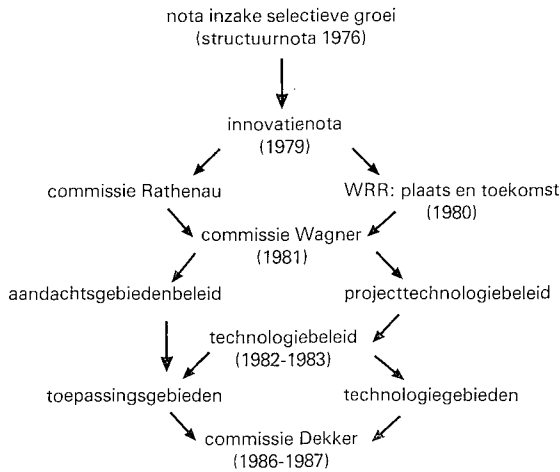 nota inzake selectieve groei
(structuurnota 1976)
innovatienota
(1979)
commissie Rathenau
WRR: plaats en toekomst
(1980)
commissie Wagner
(1981)
aandachtsgebiedenbeleid
projecttechnologiebeleid
technologiebeleid
(1982-1983)
toepassingsgebieden
technologiegebieden
commissie Dekker
(1986-1987)